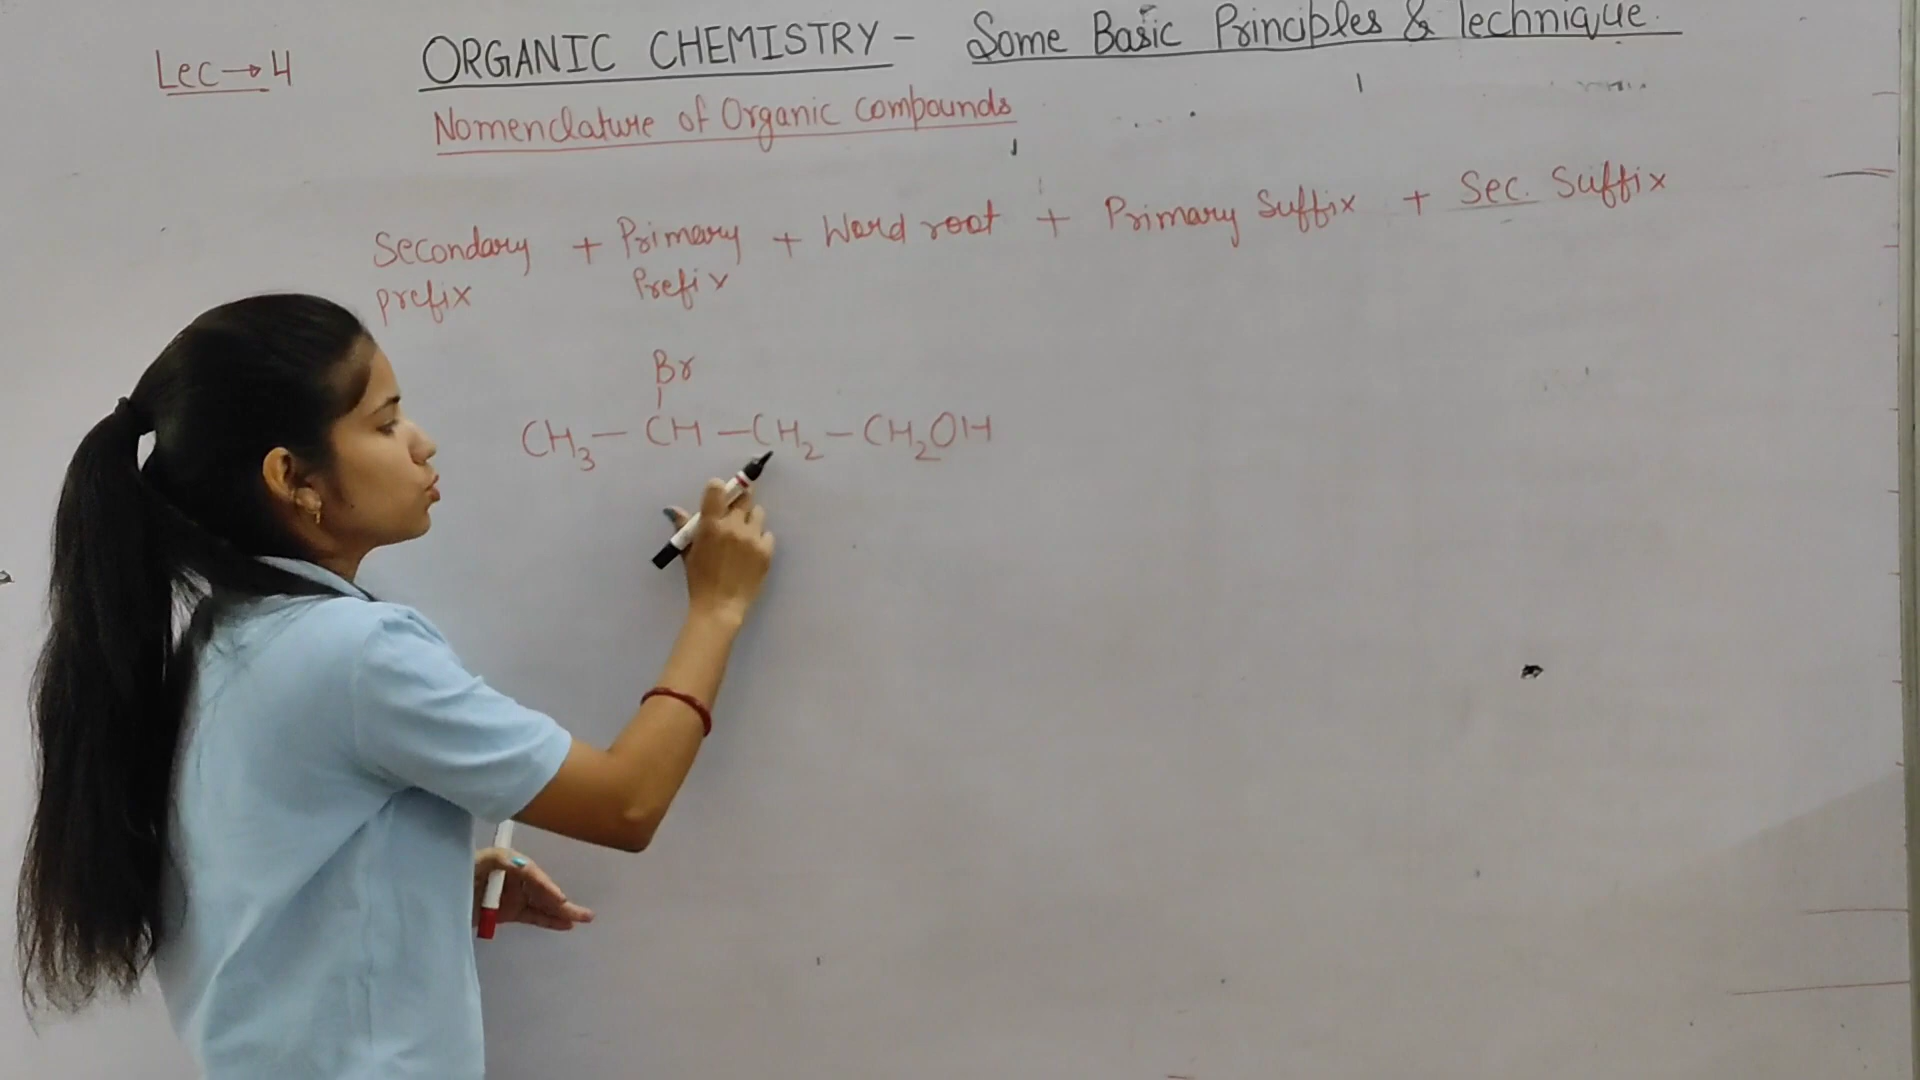 Lec→4
ORGANIC CHEMISTRY - Some Basic Principles & Technique
Nomenclature of Organic compounds
Secondary prefix + Primary Prefix + Word root + Primary Suffix + Sec. Suffix
Br
CH₃ – CH – CH₂ – CH₂OH